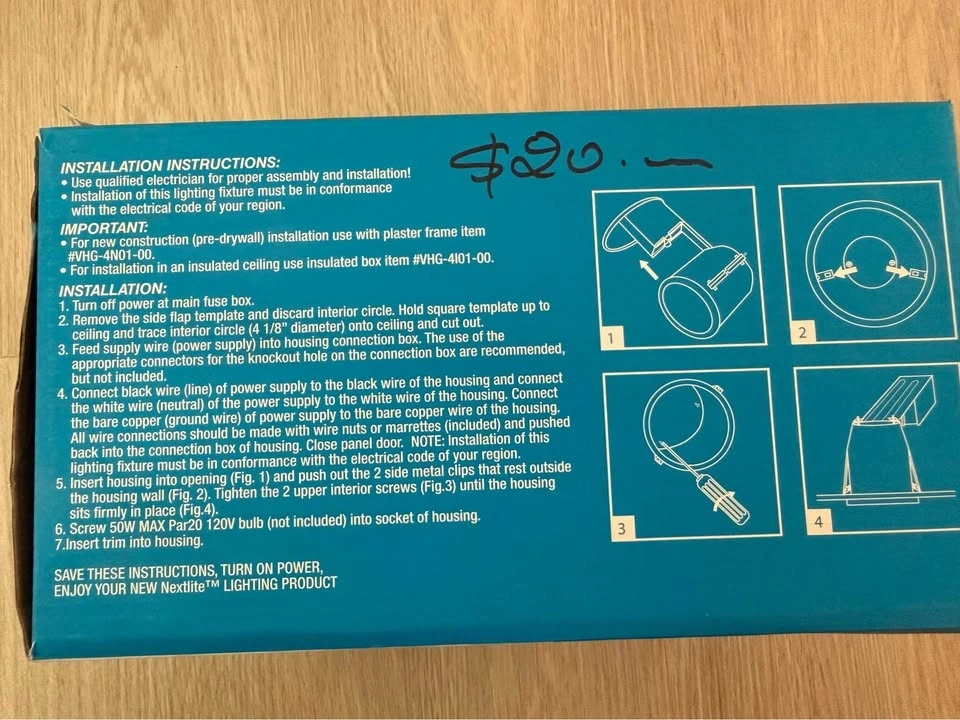 $20.—
INSTALLATION INSTRUCTIONS:
• Use qualified electrician for proper assembly and installation!
• Installation of this lighting fixture must be in conformance
with the electrical code of your region.
IMPORTANT:
• For new construction (pre-drywall) installation use with plaster frame item
#VHG-4N01-00.
• For installation in an insulated ceiling use insulated box item #VHG-4I01-00.
INSTALLATION:
1. Turn off power at main fuse box.
2. Remove the side flap template and discard interior circle. Hold square template up to
ceiling and trace interior circle (4 1/8” diameter) onto ceiling and cut out.
3. Feed supply wire (power supply) into housing connection box. The use of the
appropriate connectors for the knockout hole on the connection box are recommended,
but not included.
4. Connect black wire (line) of power supply to the black wire of the housing and connect
the white wire (neutral) of the power supply to the white wire of the housing. Connect
the bare copper (ground wire) of power supply to the bare copper wire of the housing.
All wire connections should be made with wire nuts or marrettes (included) and pushed
back into the connection box of housing. Close panel door. NOTE: Installation of this
lighting fixture must be in conformance with the electrical code of your region.
5. Insert housing into opening (Fig. 1) and push out the 2 side metal clips that rest outside
the housing wall (Fig. 2). Tighten the 2 upper interior screws (Fig.3) until the housing
sits firmly in place (Fig.4).
6. Screw 50W MAX Par20 120V bulb (not included) into socket of housing.
7.Insert trim into housing.
SAVE THESE INSTRUCTIONS, TURN ON POWER,
ENJOY YOUR NEW Nextlite™ LIGHTING PRODUCT
1
2
3
4